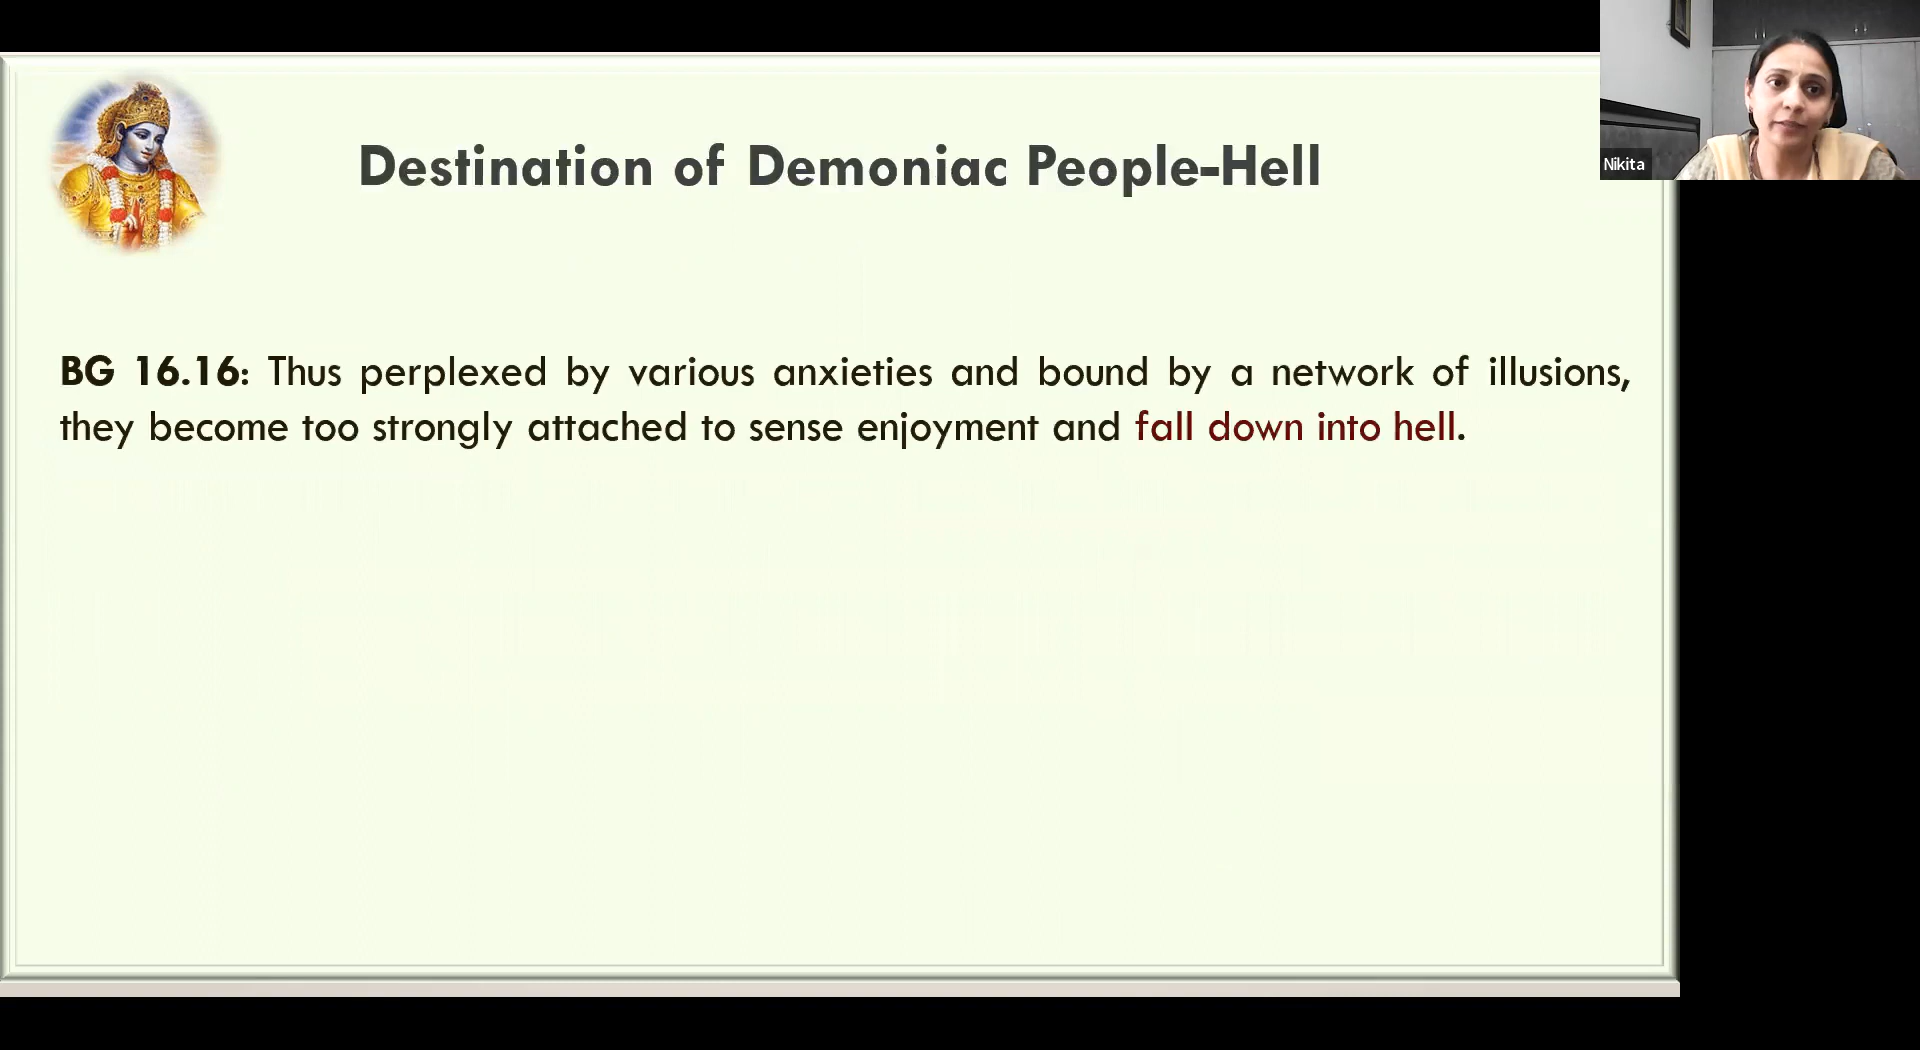 Destination of Demoniac People-Hell
Nikita
BG 16.16: Thus perplexed by various anxieties and bound by a network of illusions,
they become too strongly attached to sense enjoyment and fall down into hell.